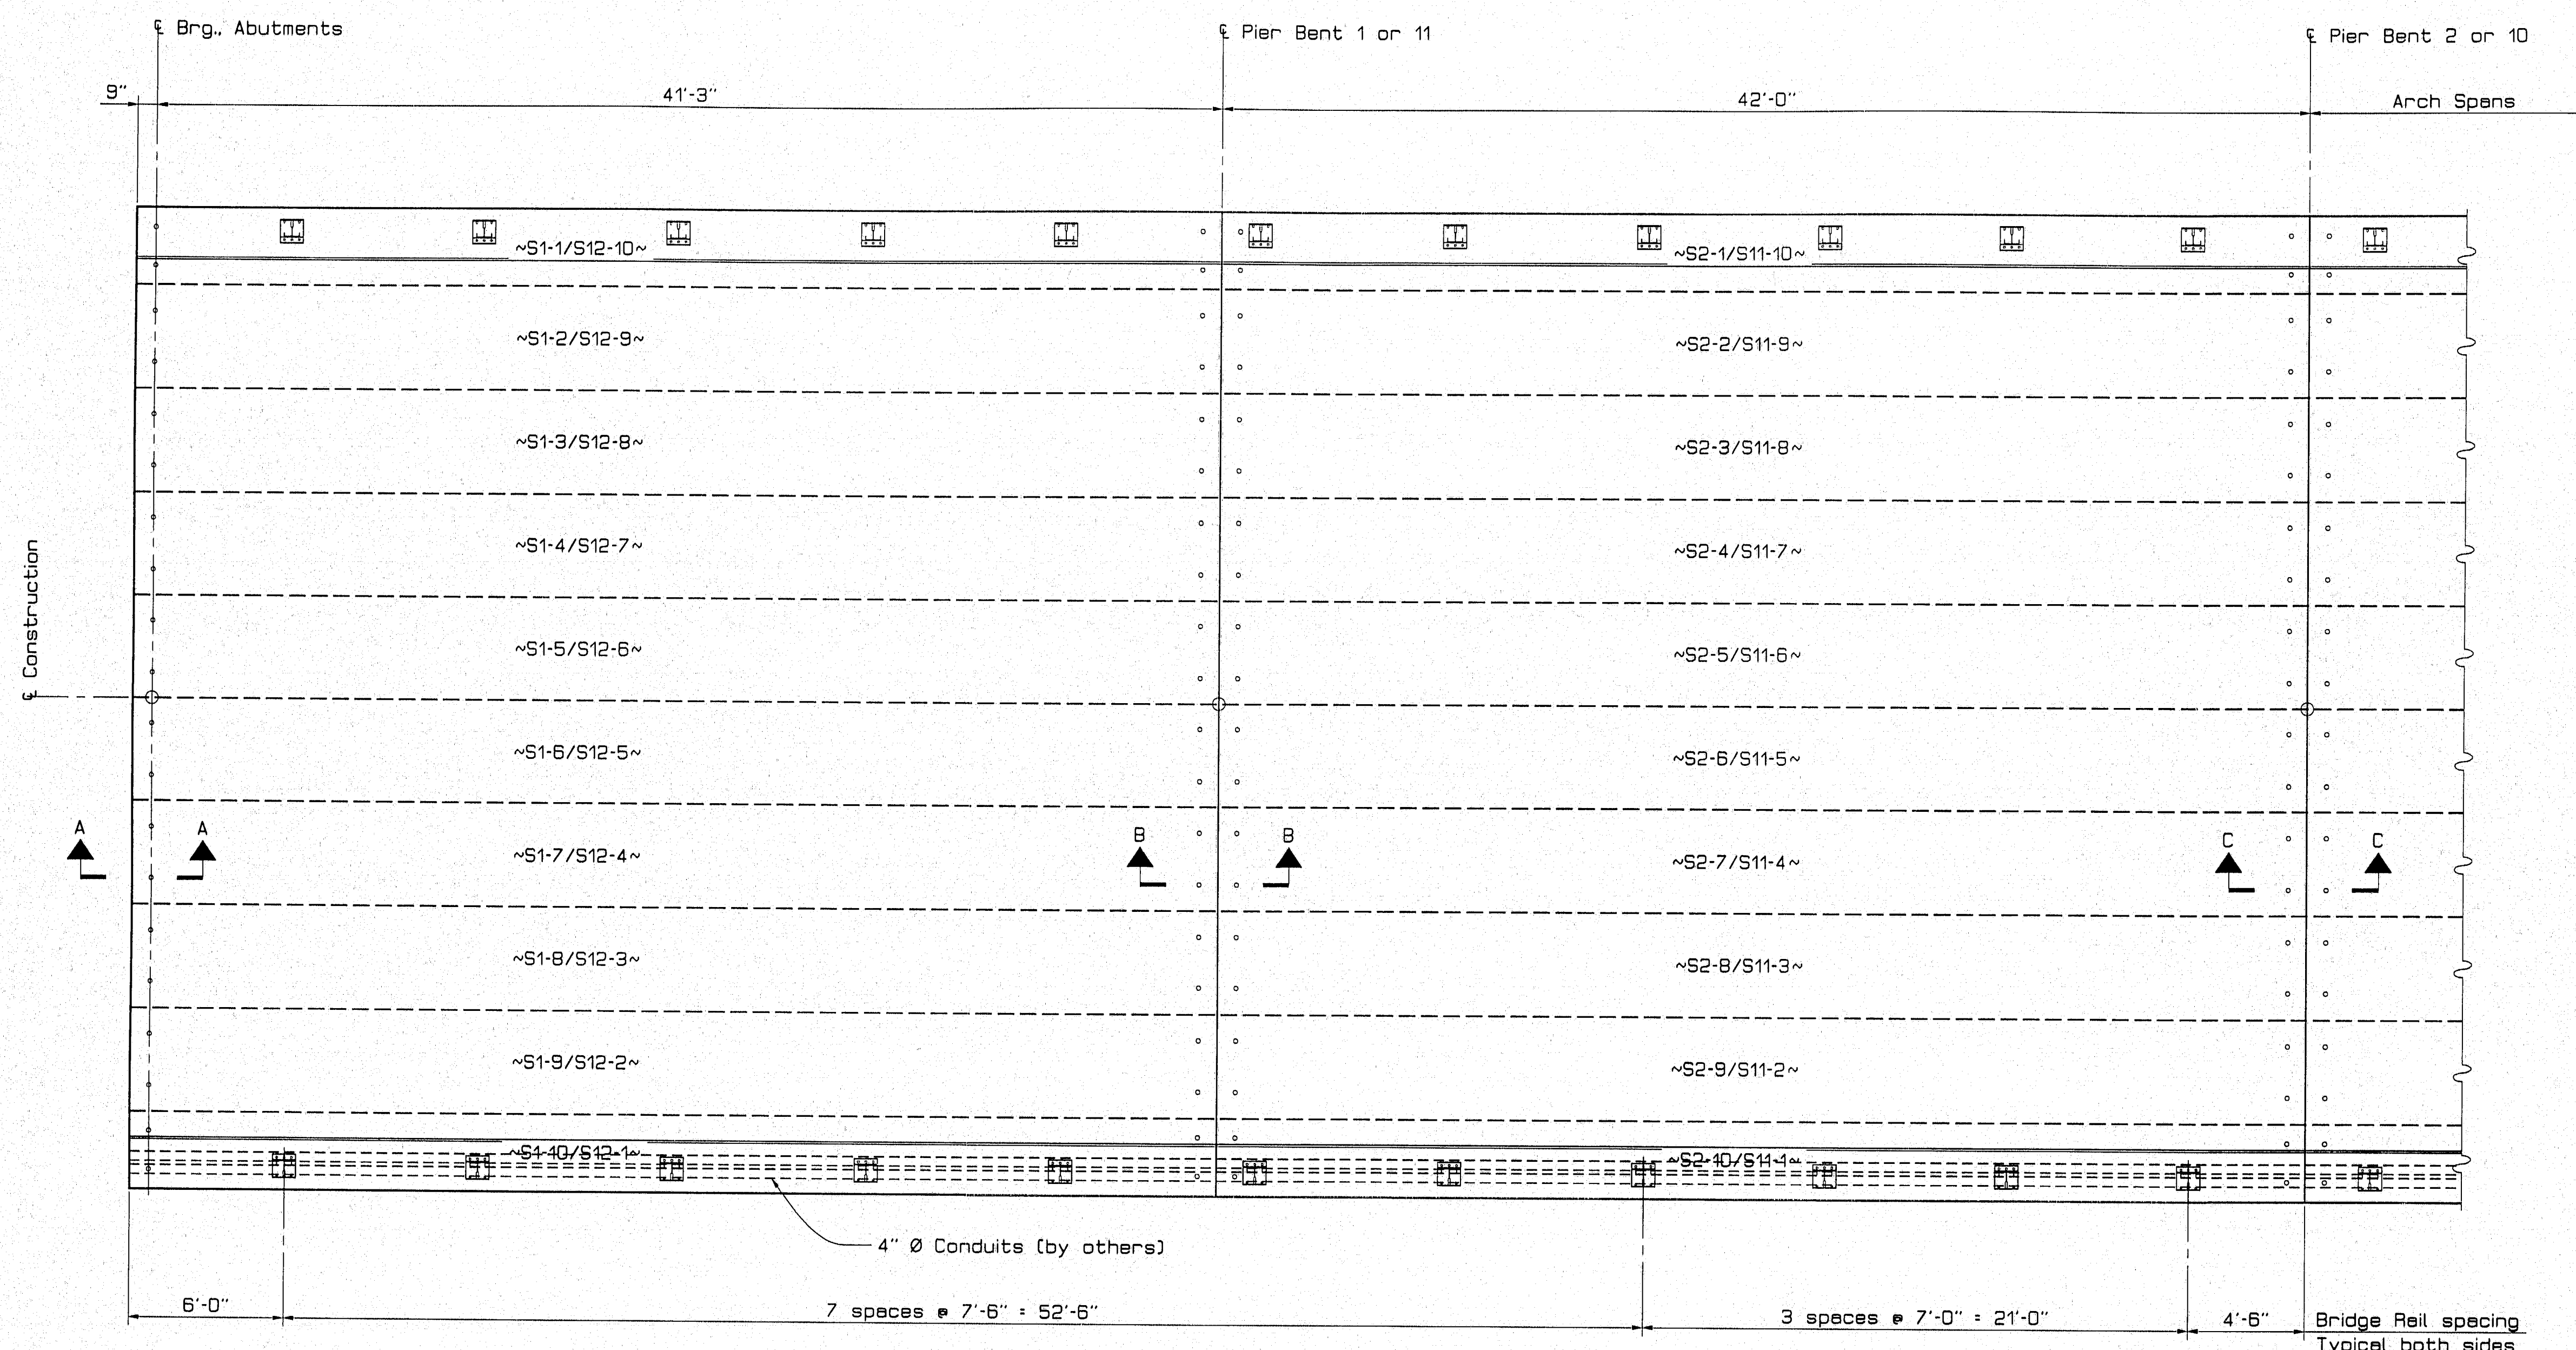 ℄ Brg., Abutments
℄ Pier Bent 1 or 11
℄ Pier Bent 2 or 10
9"
41'-3"
42'-0"
Arch Spans
~S1-1/S12-10~
~S2-1/S11-10~
~S1-2/S12-9~
~S2-2/S11-9~
~S1-3/S12-8~
~S2-3/S11-8~
~S1-4/S12-7~
~S2-4/S11-7~
℄ Construction
~S1-5/S12-6~
~S2-5/S11-6~
~S1-6/S12-5~
~S2-6/S11-5~
A
A
B
B
C
C
~S1-7/S12-4~
~S2-7/S11-4~
~S1-8/S12-3~
~S2-8/S11-3~
~S1-9/S12-2~
~S2-9/S11-2~
~S1-10/S12-1~
~S2-10/S11-1~
4" Ø Conduits (by others)
6'-0"
7 spaces @ 7'-6" = 52'-6"
3 spaces @ 7'-0" = 21'-0"
4'-6"
Bridge Rail spacing
Typical both sides